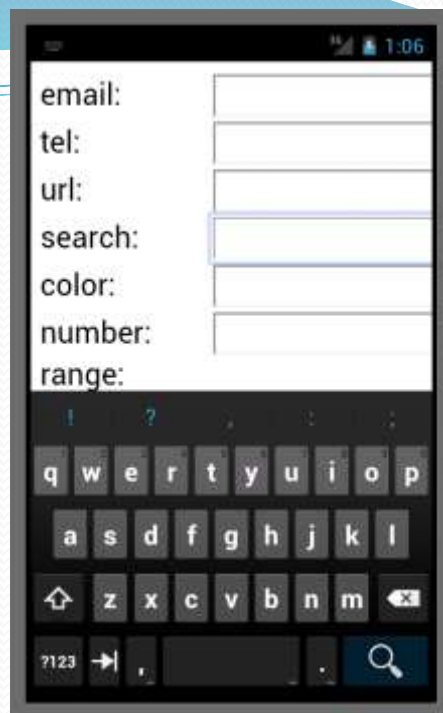 1:06
email:
tel:
url:
search:
color:
number:
range:
! ? , : ;
q w e r t y u i o p
a s d f g h j k l
z x c v b n m
?123 , .